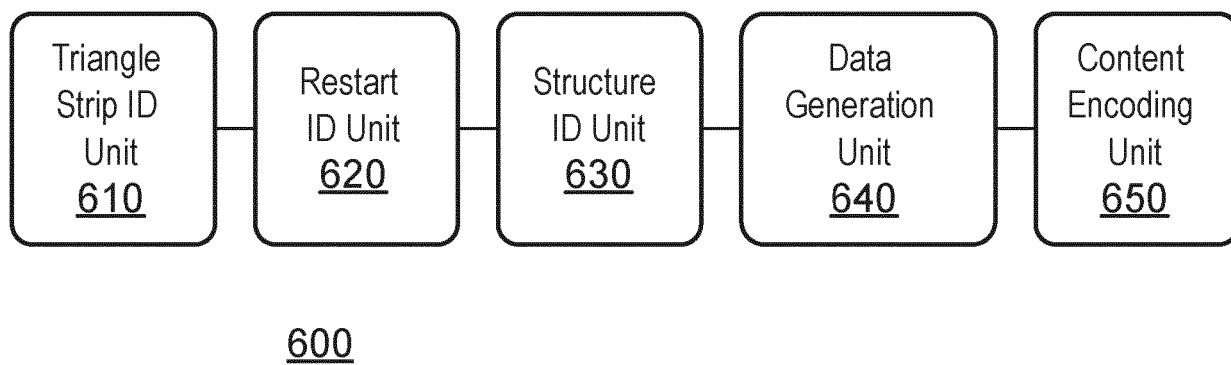 Triangle
Strip ID
Unit
610
Restart
ID Unit
620
Structure
ID Unit
630
Data
Generation
Unit
640
Content
Encoding
Unit
650
600